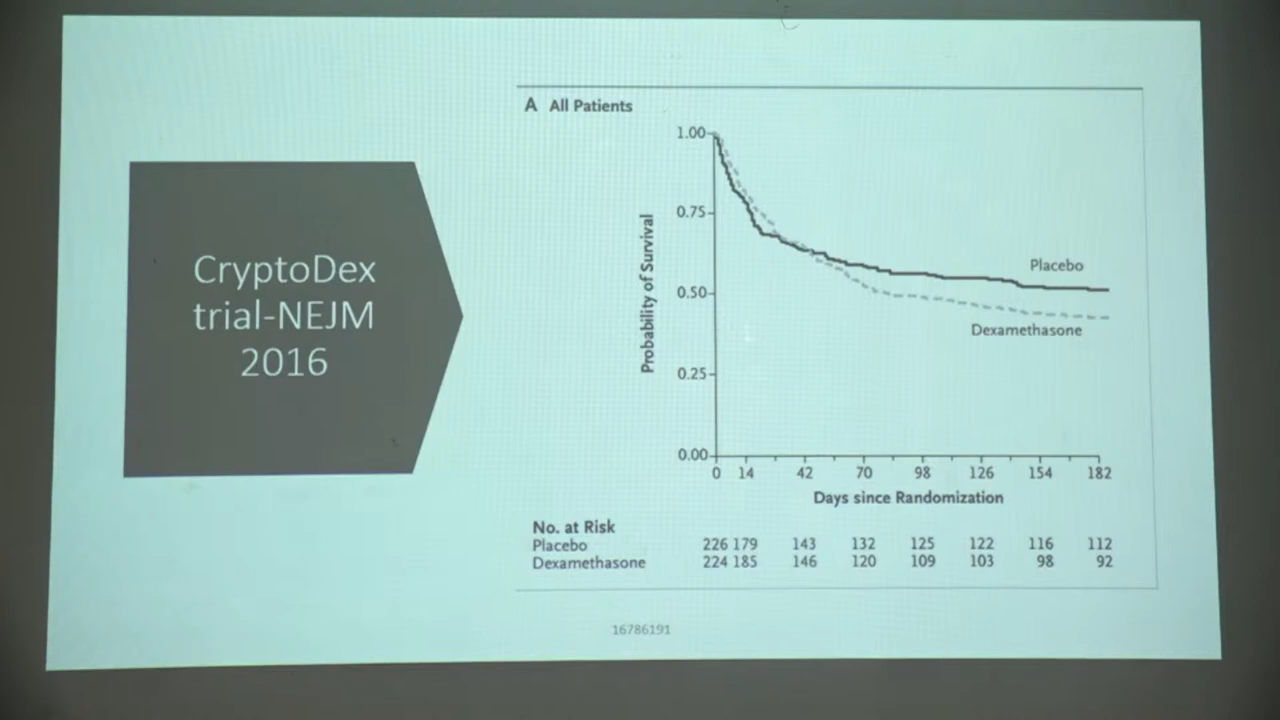 CryptoDex
trial-NEJM
2016
A All Patients
1.00
0.75
0.50
0.25
0.00
Probability of Survival
Placebo
Dexamethasone
0 14 42 70 98 126 154 182
Days since Randomization
No. at Risk
Placebo 226 179 143 132 125 122 116 112
Dexamethasone 224 185 146 120 109 103 98 92
16786191